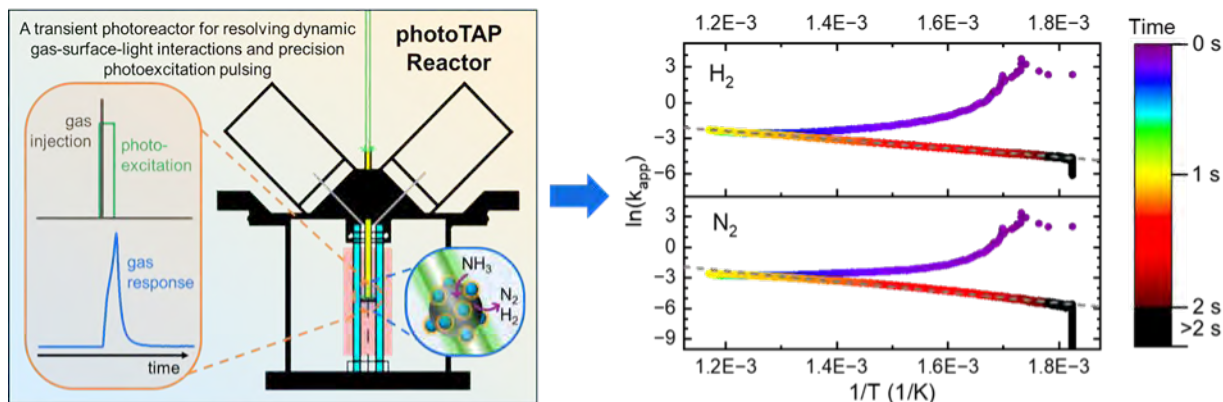 A transient photoreactor for resolving dynamic
gas-surface-light interactions and precision
photoexcitation pulsing
photoTAP
Reactor
gas
injection
photo-
excitation
gas
response
time
NH₃
N₂
H₂
1.2E−3 1.4E−3 1.6E−3 1.8E−3
H₂
3
0
−3
−6
N₂
3
0
−3
−6
−9
ln(kₐₚₚ)
1.2E−3 1.4E−3 1.6E−3 1.8E−3
1/T (1/K)
Time
0 s
1 s
2 s
>2 s